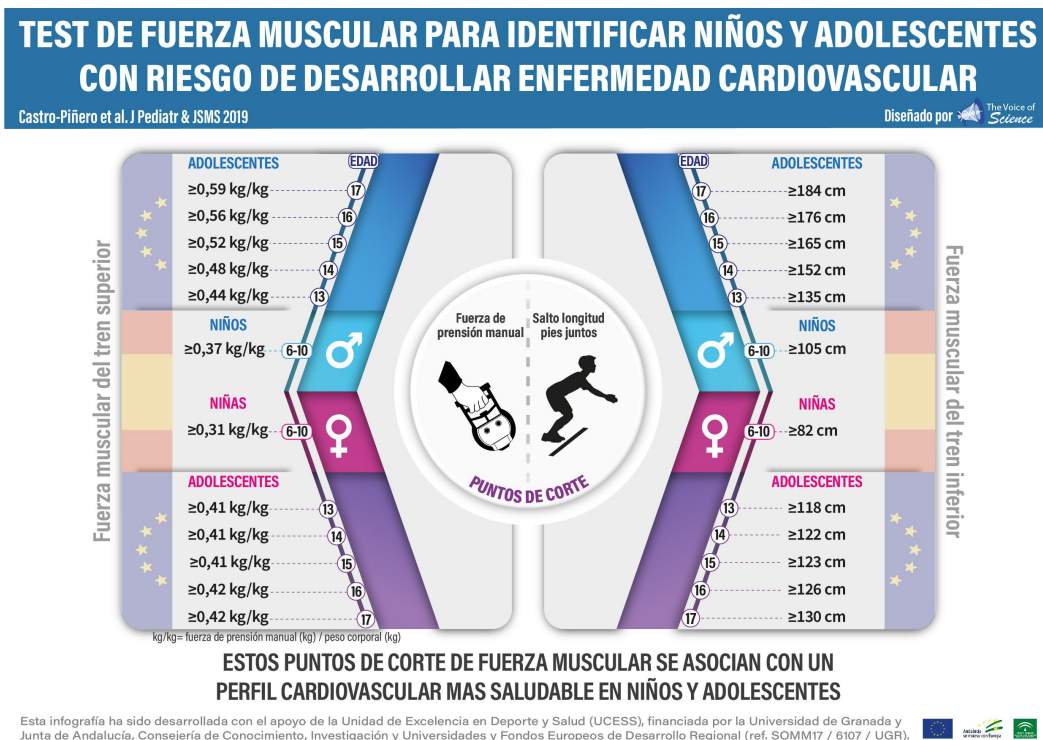 TEST DE FUERZA MUSCULAR PARA IDENTIFICAR NIÑOS Y ADOLESCENTES
CON RIESGO DE DESARROLLAR ENFERMEDAD CARDIOVASCULAR
Castro-Piñero et al. J Pediatr & JSMS 2019
Diseñado por The Voice of Science
Fuerza muscular del tren superior
ADOLESCENTES EDAD
≥0,59 kg/kg 17
≥0,56 kg/kg 16
≥0,52 kg/kg 15
≥0,48 kg/kg 14
≥0,44 kg/kg 13
NIÑOS
≥0,37 kg/kg 6-10
NIÑAS
≥0,31 kg/kg 6-10
ADOLESCENTES
≥0,41 kg/kg 13
≥0,41 kg/kg 14
≥0,41 kg/kg 15
≥0,42 kg/kg 16
≥0,42 kg/kg 17
kg/kg= fuerza de prensión manual (kg) / peso corporal (kg)
Fuerza de
prensión manual
Salto longitud
pies juntos
PUNTOS DE CORTE
EDAD ADOLESCENTES
17 ≥184 cm
16 ≥176 cm
15 ≥165 cm
14 ≥152 cm
13 ≥135 cm
NIÑOS
6-10 ≥105 cm
NIÑAS
6-10 ≥82 cm
ADOLESCENTES
13 ≥118 cm
14 ≥122 cm
15 ≥123 cm
16 ≥126 cm
17 ≥130 cm
Fuerza muscular del tren inferior
ESTOS PUNTOS DE CORTE DE FUERZA MUSCULAR SE ASOCIAN CON UN
PERFIL CARDIOVASCULAR MAS SALUDABLE EN NIÑOS Y ADOLESCENTES
Esta infografía ha sido desarrollada con el apoyo de la Unidad de Excelencia en Deporte y Salud (UCESS), financiada por la Universidad de Granada y
Junta de Andalucía, Consejería de Conocimiento, Investigación y Universidades y Fondos Europeos de Desarrollo Regional (ref. SOMM17 / 6107 / UGR).